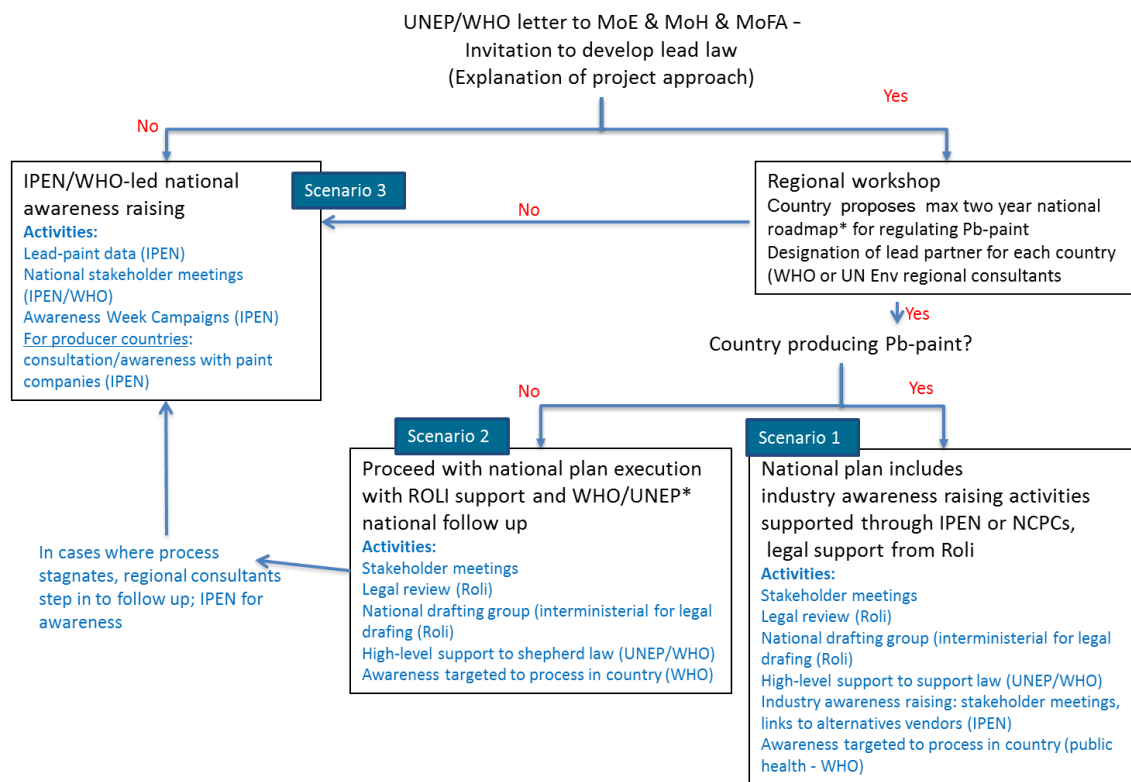 UNEP/WHO letter to MoE & MoH & MoFA –
Invitation to develop lead law
(Explanation of project approach)
No
Yes
IPEN/WHO-led national
awareness raising
Activities:
Lead-paint data (IPEN)
National stakeholder meetings
(IPEN/WHO)
Awareness Week Campaigns (IPEN)
For producer countries:
consultation/awareness with paint
companies (IPEN)
Scenario 3
No
Regional workshop
Country proposes max two year national
roadmap* for regulating Pb-paint
Designation of lead partner for each country
(WHO or UN Env regional consultants
Yes
Country producing Pb-paint?
No
Yes
Scenario 2
Proceed with national plan execution
with ROLI support and WHO/UNEP*
national follow up
Activities:
Stakeholder meetings
Legal review (Roli)
National drafting group (interministerial for legal
drafing (Roli)
High-level support to shepherd law (UNEP/WHO)
Awareness targeted to process in country (WHO)
Scenario 1
National plan includes
industry awareness raising activities
supported through IPEN or NCPCs,
legal support from Roli
Activities:
Stakeholder meetings
Legal review (Roli)
National drafting group (interministerial for legal
drafing (Roli)
High-level support to support law (UNEP/WHO)
Industry awareness raising: stakeholder meetings,
links to alternatives vendors (IPEN)
Awareness targeted to process in country (public
health - WHO)
In cases where process
stagnates, regional consultants
step in to follow up; IPEN for
awareness